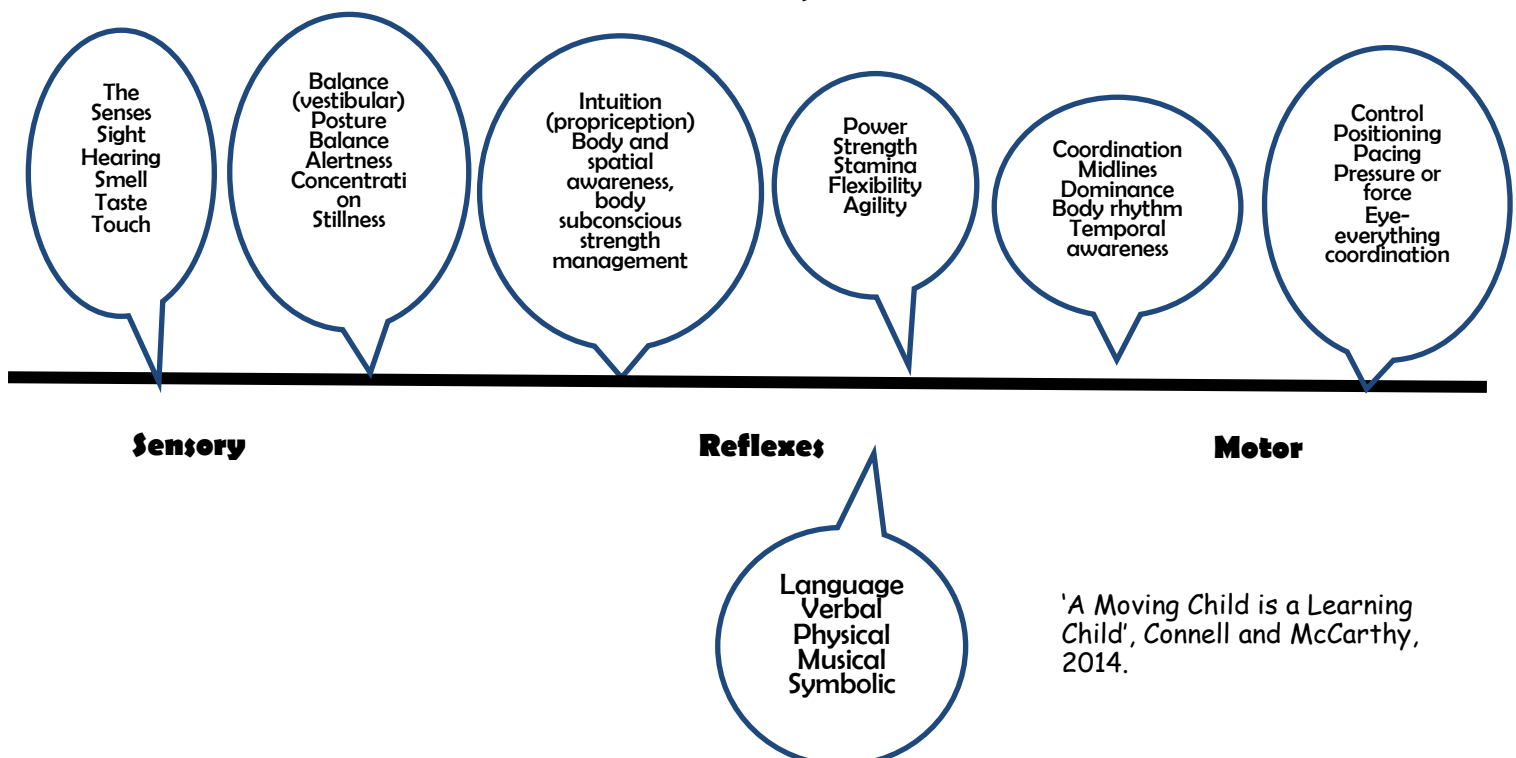 The
Senses
Sight
Hearing
Smell
Taste
Touch
Balance
(vestibular)
Posture
Balance
Alertness
Concentrati
on
Stillness
Intuition
(propriception)
Body and
spatial
awareness,
body
subconscious
strength
management
Power
Strength
Stamina
Flexibility
Agility
Coordination
Midlines
Dominance
Body rhythm
Temporal
awareness
Control
Positioning
Pacing
Pressure or
force
Eye-
everything
coordination
Sensory
Reflexes
Motor
Language
Verbal
Physical
Musical
Symbolic
‘A Moving Child is a Learning
Child’, Connell and McCarthy,
2014.